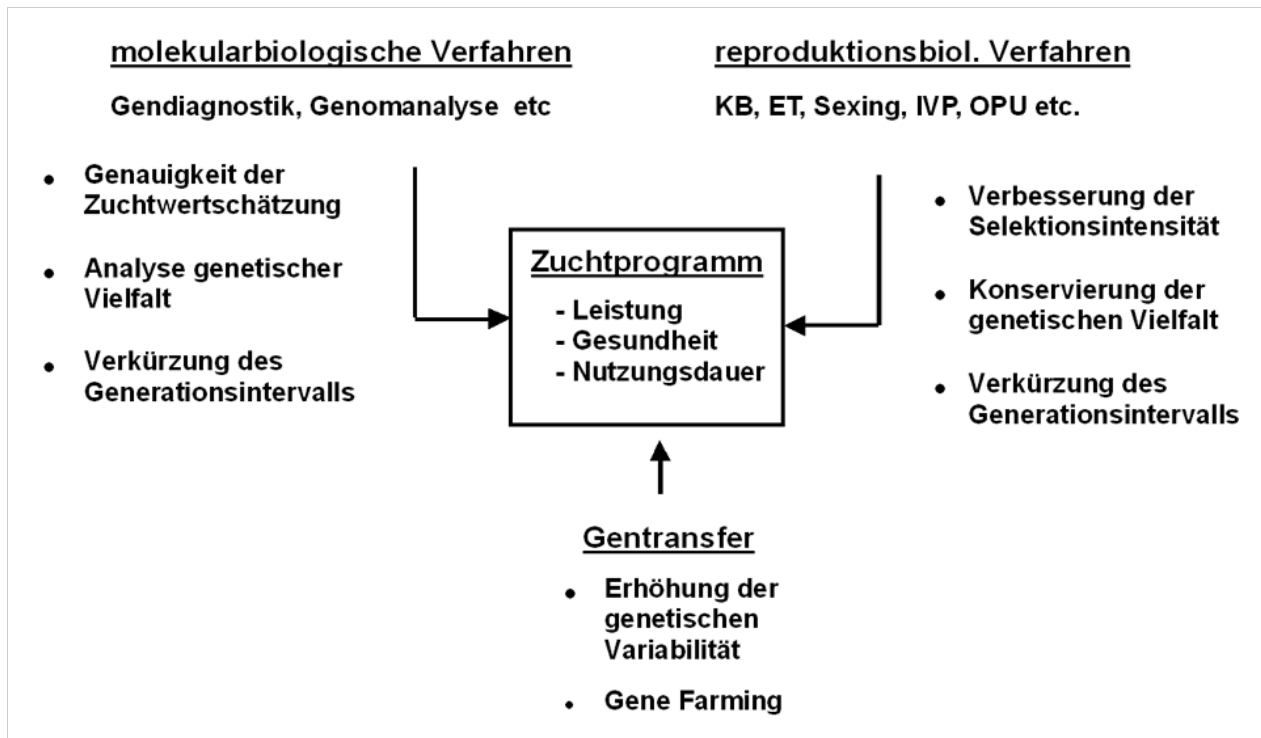 molekularbiologische Verfahren
Gendiagnostik, Genomanalyse etc
• Genauigkeit der
Zuchtwertschätzung
• Analyse genetischer
Vielfalt
• Verkürzung des
Generationsintervalls
reproduktionsbiol. Verfahren
KB, ET, Sexing, IVP, OPU etc.
• Verbesserung der
Selektionsintensität
• Konservierung der
genetischen Vielfalt
• Verkürzung des
Generationsintervalls
Zuchtprogramm
- Leistung
- Gesundheit
- Nutzungsdauer
Gentransfer
• Erhöhung der
genetischen
Variabilität
• Gene Farming